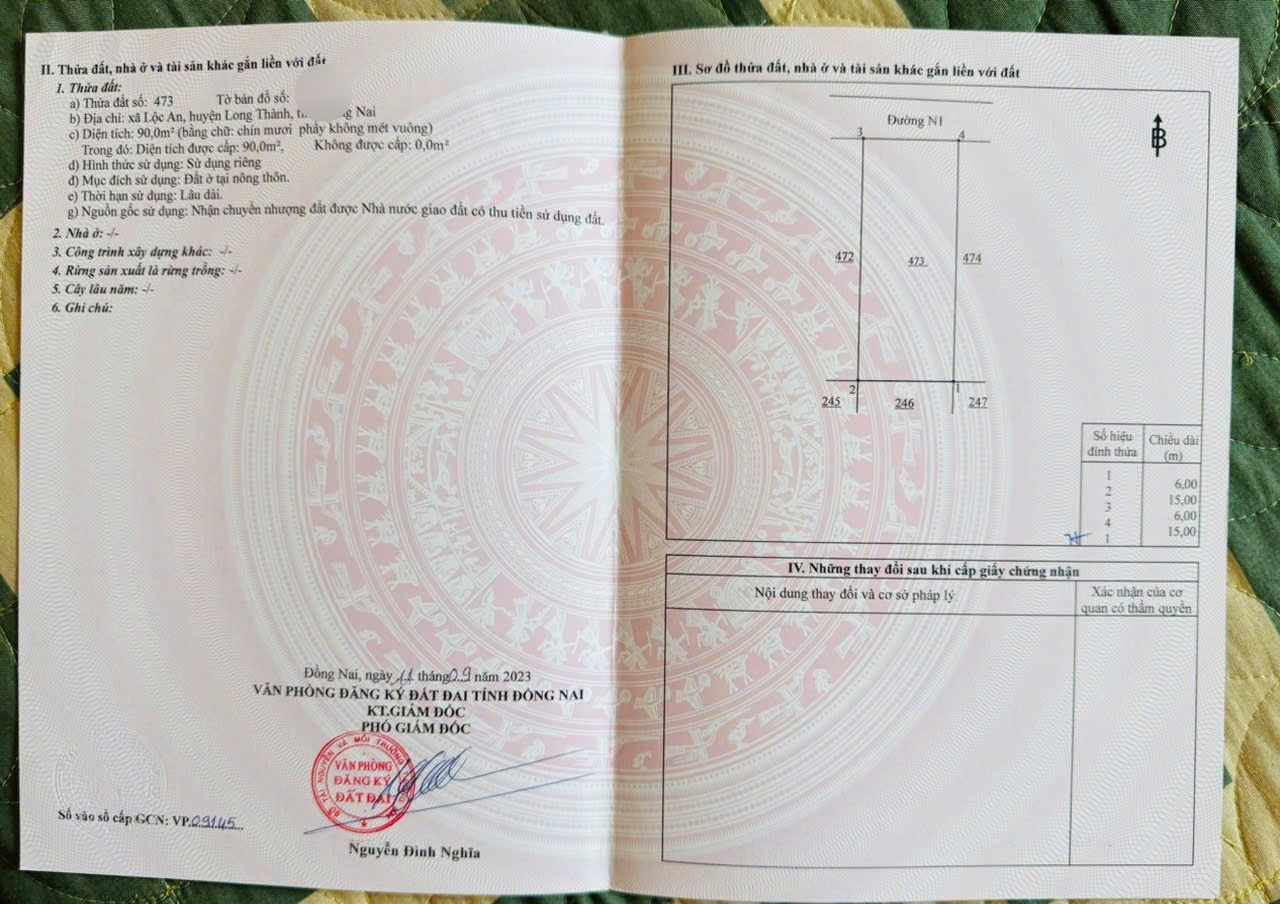 II. Thửa đất, nhà ở và tài sản khác gắn liền với đất
1. Thửa đất:
a) Thửa đất số: 473 Tờ bản đồ số:
b) Địa chỉ: xã Lộc An, huyện Long Thành, Nai
c) Diện tích: 90,0m² (bằng chữ: chín mươi phẩy không mét vuông)
Trong đó: Diện tích được cấp: 90,0m², Không được cấp: 0,0m²
d) Hình thức sử dụng: Sử dụng riêng
đ) Mục đích sử dụng: Đất ở tại nông thôn.
e) Thời hạn sử dụng: Lâu dài.
g) Nguồn gốc sử dụng: Nhận chuyển nhượng đất được Nhà nước giao đất có thu tiền sử dụng đất.
2. Nhà ở: -/-
3. Công trình xây dựng khác: -/-
4. Rừng sản xuất là rừng trồng: -/-
5. Cây lâu năm: -/-
6. Ghi chú:
Đồng Nai, ngày 11 tháng 09 năm 2023
VĂN PHÒNG ĐĂNG KÝ ĐẤT ĐAI TỈNH ĐỒNG NAI
KT.GIÁM ĐỐC
PHÓ GIÁM ĐỐC
VĂN PHÒNG
ĐĂNG KÝ
ĐẤT ĐAI
Số vào sổ cấp GCN: VP.09145
Nguyễn Đình Nghĩa
III. Sơ đồ thửa đất, nhà ở và tài sản khác gắn liền với đất
Đường N1
3 4
B
472 473 474
2 1
245 246 247
Số hiệu đỉnh thửa Chiều dài (m)
1
6,00
2
15,00
3
6,00
4
15,00
1
IV. Những thay đổi sau khi cấp giấy chứng nhận
Nội dung thay đổi và cơ sở pháp lý
Xác nhận của cơ
quan có thẩm quyền